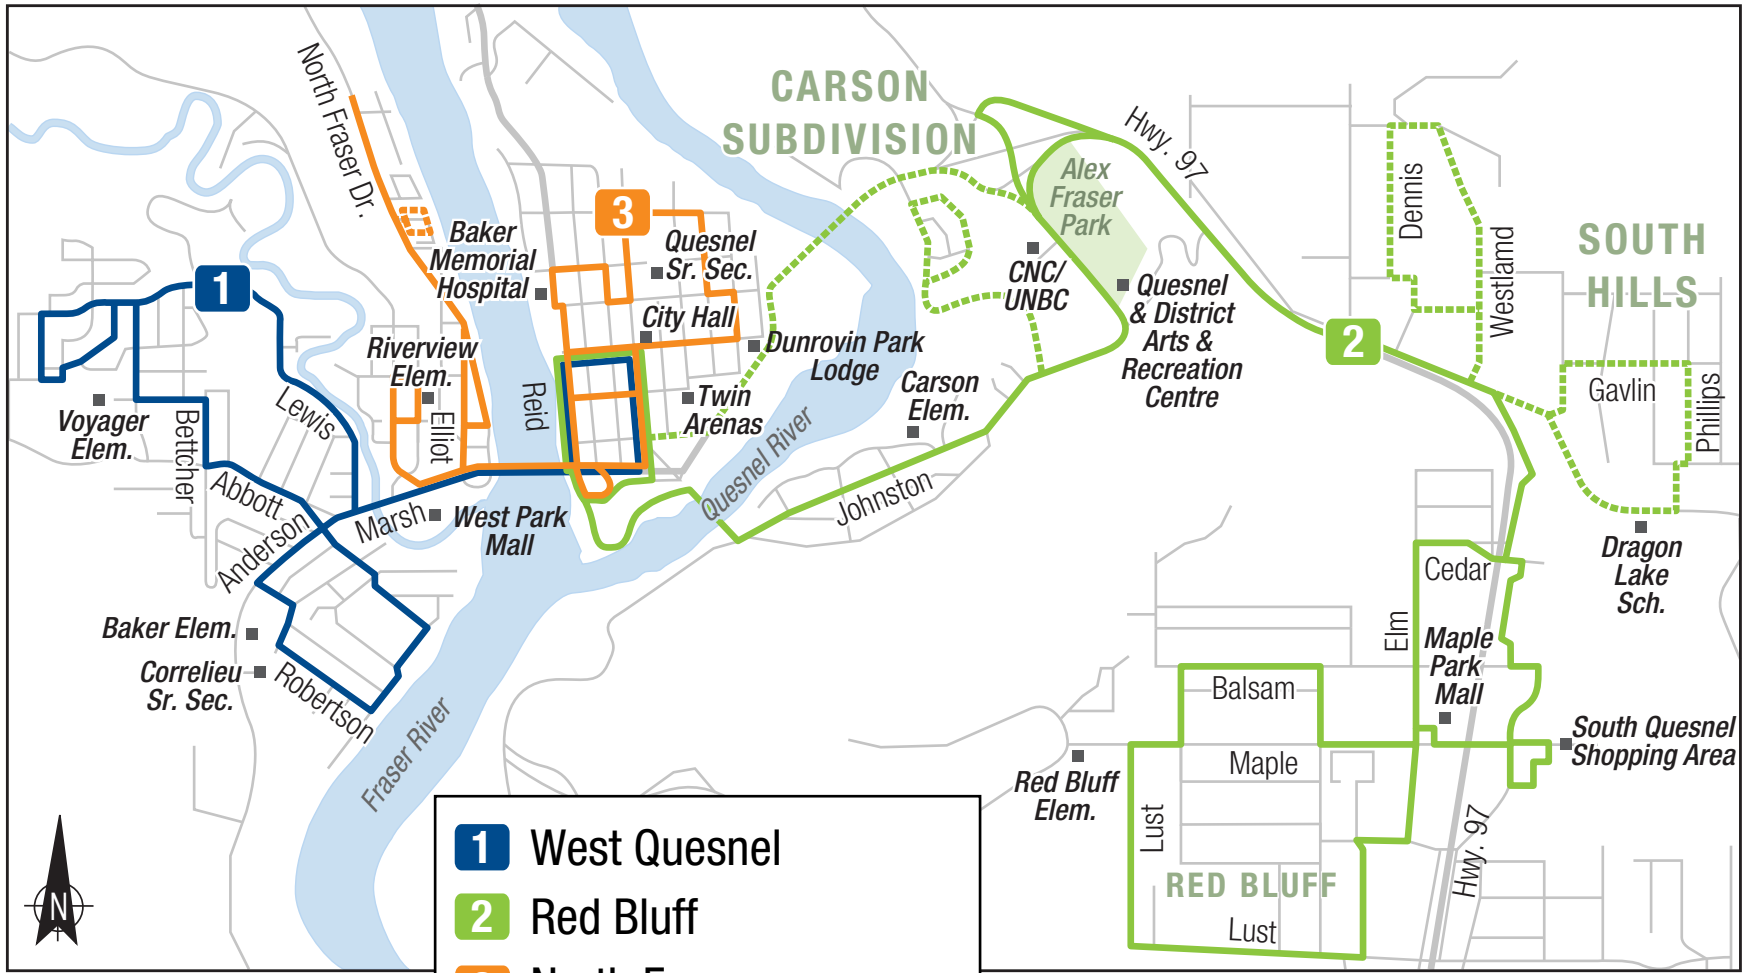 CARSON
SUBDIVISION
Hwy. 97
North Fraser Dr.
Alex
Fraser
Park
Dennis
Westlamd
SOUTH
HILLS
3
Baker
Memorial
Hospital
Quesnel
Sr. Sec.
CNC/
UNBC
Quesnel
& District
Arts &
Recreation
Centre
1
City Hall
2
Riverview
Elem.
Dunrovin Park
Lodge
Reid
Carson
Elem.
Gavlin
Phillips
Voyager
Elem.
Bettcher
Lewis
Elliot
Twin
Arenas
Quesnel River
Abbott
Anderson
Marsh
West Park
Mall
Johnston
Dragon
Lake
Sch.
Cedar
Elm
Maple
Park
Mall
Baker Elem.
Correlieu
Sr. Sec.
Robertson
Fraser River
Balsam
South Quesnel
Shopping Area
Maple
Red Bluff
Elem.
Lust
Hwy. 97
RED BLUFF
Lust
N
1 West Quesnel
2 Red Bluff